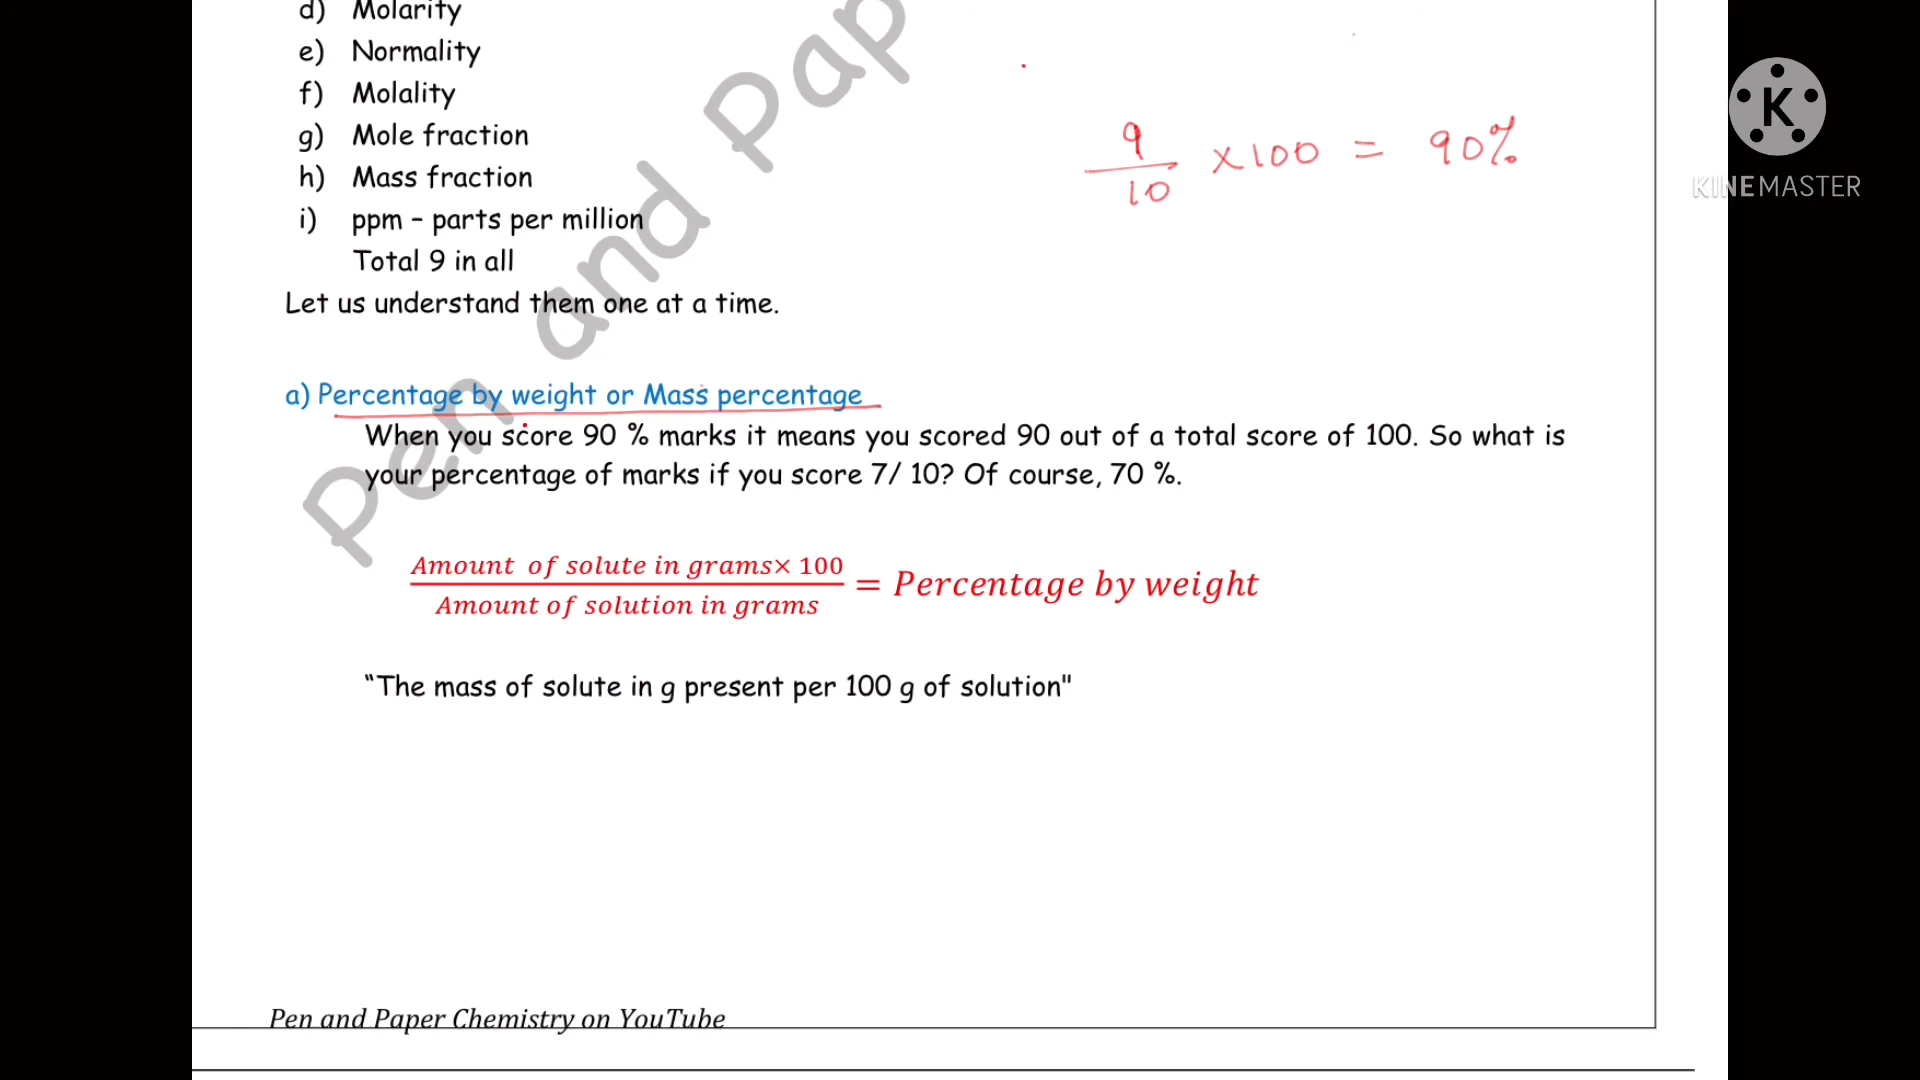 d) Molarity
e) Normality
f) Molality
g) Mole fraction
h) Mass fraction
i) ppm – parts per million
Total 9 in all
Let us understand them one at a time.
9
10
×100 = 90%
K
KINEMASTER
a) Percentage by weight or Mass percentage
When you score 90 % marks it means you scored 90 out of a total score of 100. So what is
your percentage of marks if you score 7/ 10? Of course, 70 %.
Amount of solute in grams× 100
Amount of solution in grams
= Percentage by weight
“The mass of solute in g present per 100 g of solution"
Pen and Pap
Pen and Paper Chemistry on YouTube